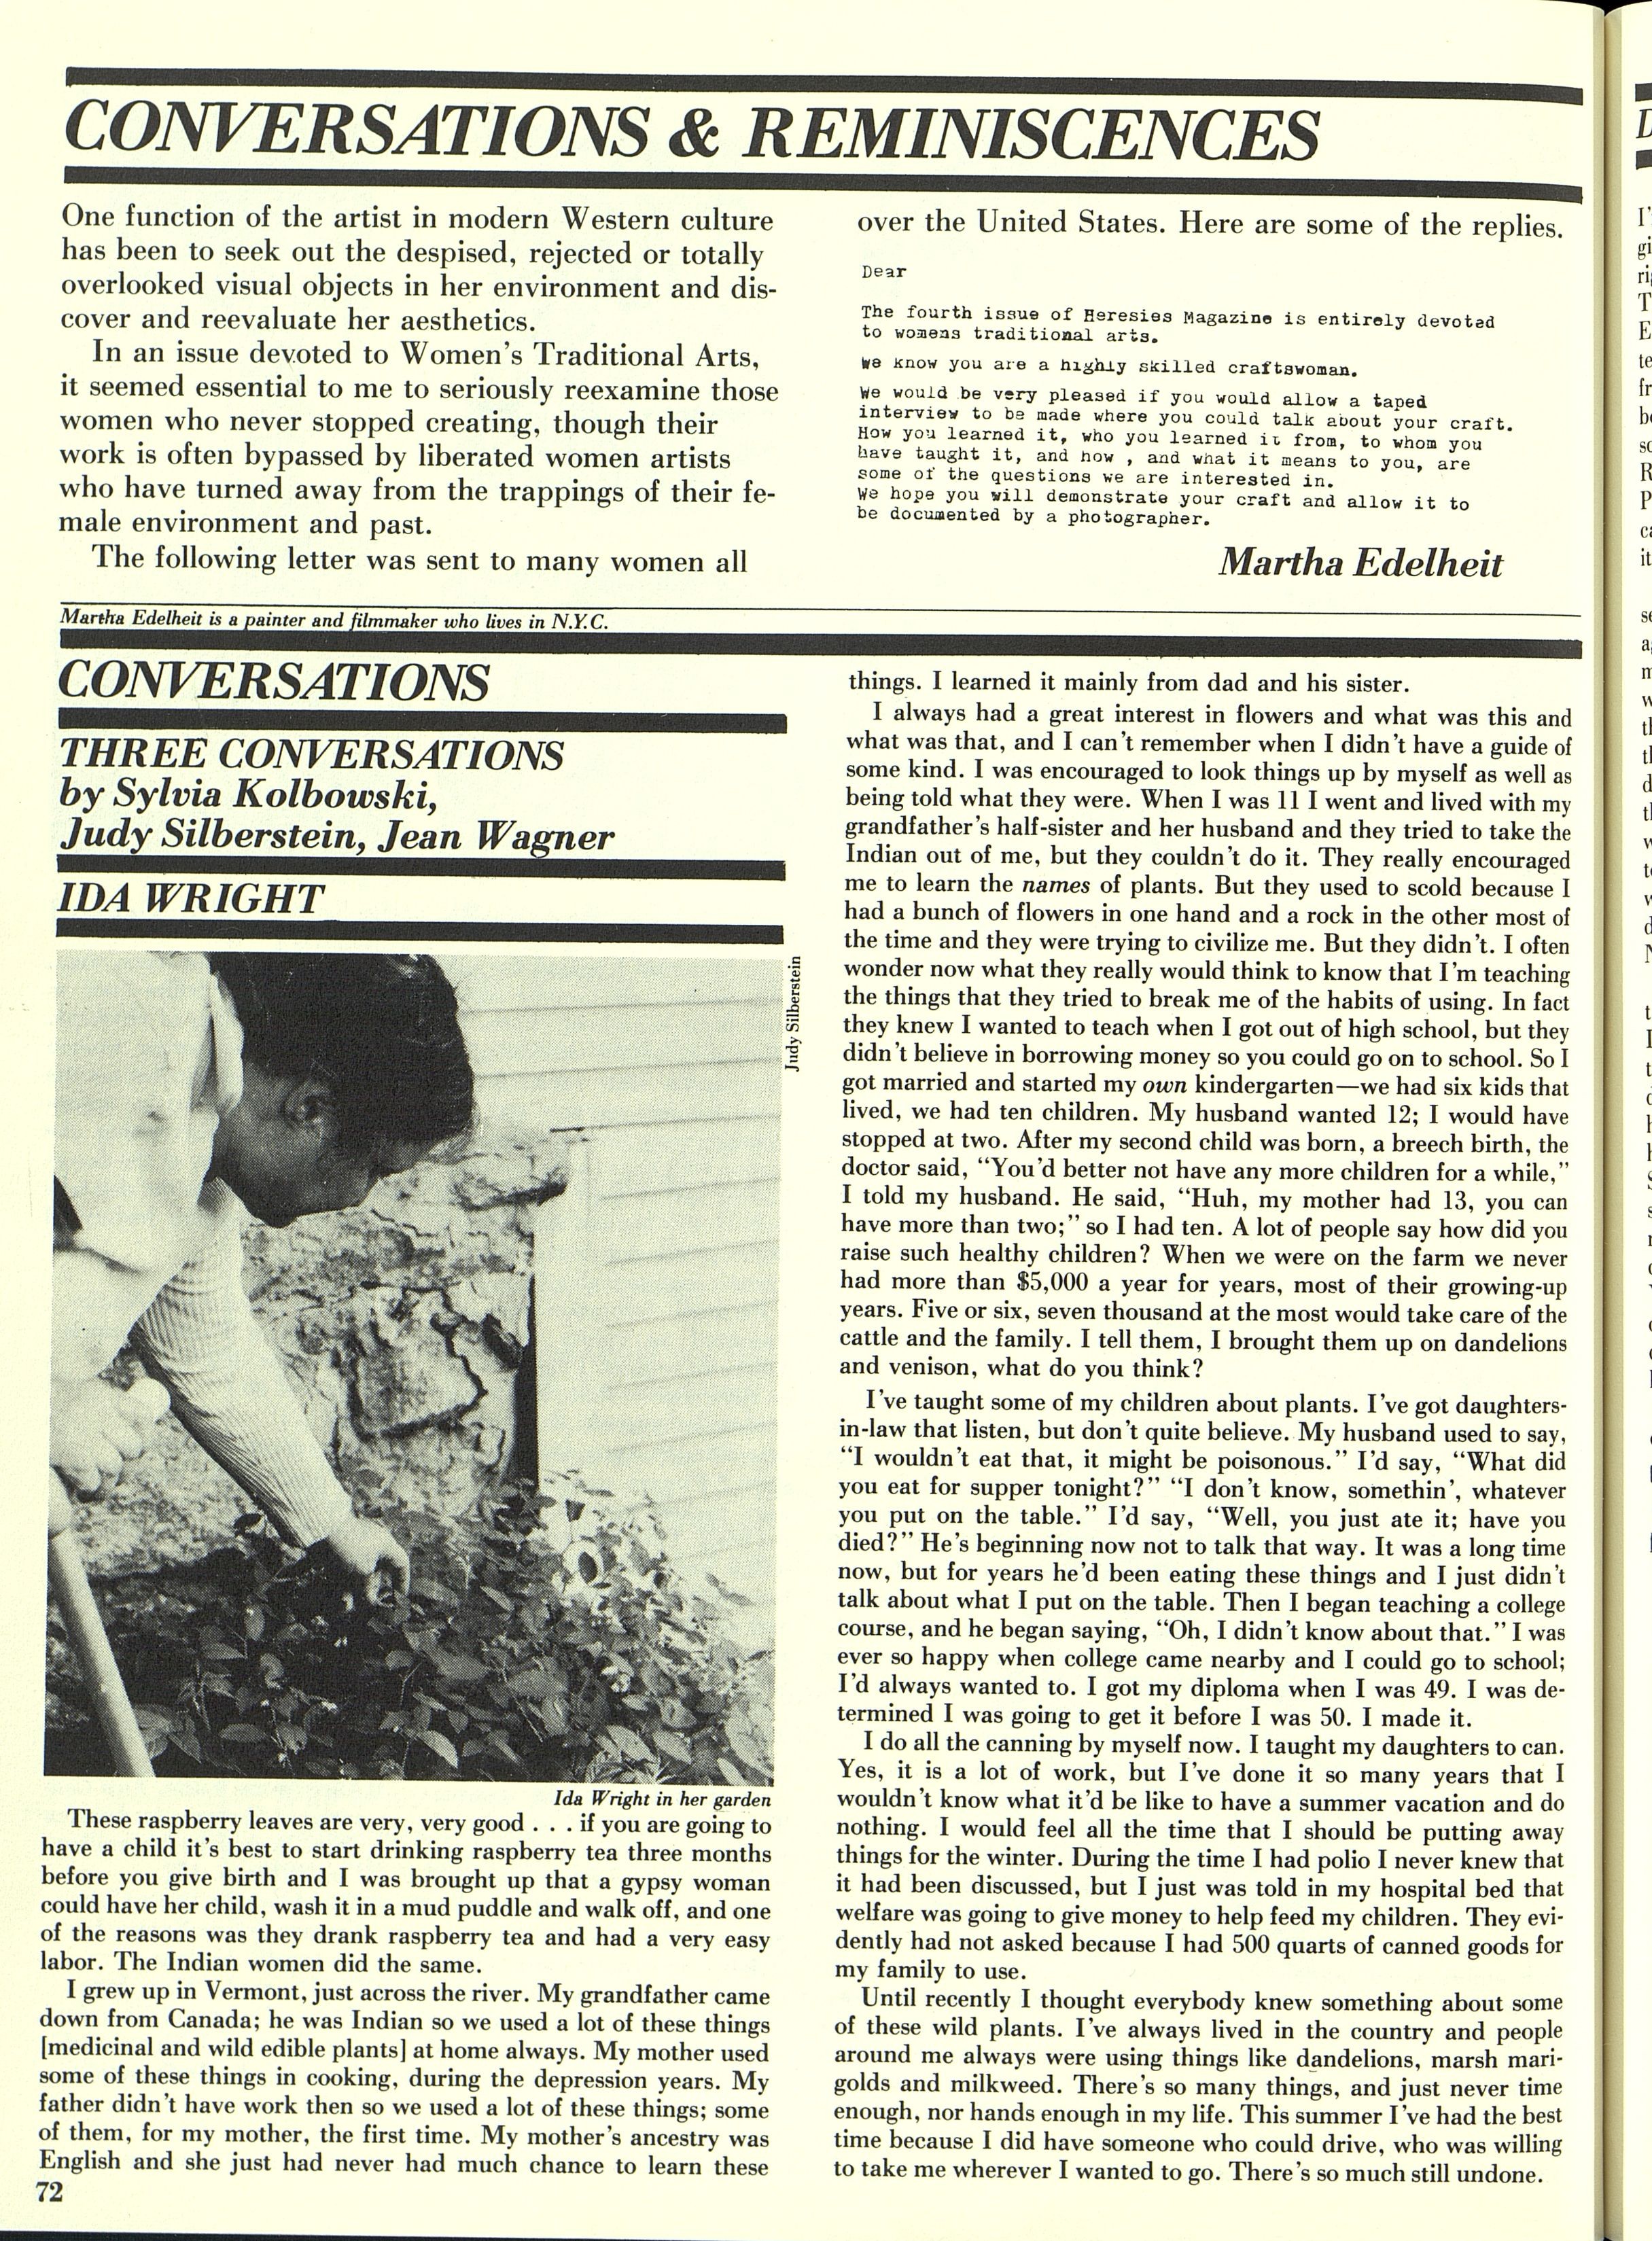 CONVERSATIONS & REMINISCENCES
One function of the artist in modern Western culture
has been to seek out the despised, rejected or totally
overlooked visual objects in her environment and dis-
cover and reevaluate her aesthetics.
In an issue devoted to Women's Traditional Arts,
it seemed essential to me to seriously reexamine those
women who never stopped creating, though their
work is often bypassed by liberated women artists
who have turned away from the trappings of their fe-
male environment and past.
The following letter was sent to many women all
over the United States. Here are some of the replies.
Dear
The fourth issue of Heresies Magazine is entirely devoted
to womens traditional arts.
We know you are a highly skilled craftswoman.
We would be very pleased if you would allow a taped
interview to be made where you could talk about your craft.
How you learned it, who you learned it from, to whom you
have taught it, and how , and what it means to you, are
some of the questions we are interested in.
We hope you will demonstrate your craft and allow it to
be documented by a photographer.
Martha Edelheit
Martha Edelheit is a painter and filmmaker who lives in N.Y.C.
CONVERSATIONS
THREE CONVERSATIONS
by Sylvia Kolbowski,
Judy Silberstein, Jean Wagner
IDA WRIGHT
Judy Silberstein
Ida Wright in her garden
These raspberry leaves are very, very good . . . if you are going to
have a child it's best to start drinking raspberry tea three months
before you give birth and I was brought up that a gypsy woman
could have her child, wash it in a mud puddle and walk off, and one
of the reasons was they drank raspberry tea and had a very easy
labor. The Indian women did the same.
I grew up in Vermont, just across the river. My grandfather came
down from Canada; he was Indian so we used a lot of these things
[medicinal and wild edible plants] at home always. My mother used
some of these things in cooking, during the depression years. My
father didn't have work then so we used a lot of these things; some
of them, for my mother, the first time. My mother's ancestry was
English and she just had never had much chance to learn these
things. I learned it mainly from dad and his sister.
I always had a great interest in flowers and what was this and
what was that, and I can't remember when I didn't have a guide of
some kind. I was encouraged to look things up by myself as well as
being told what they were. When I was 11 I went and lived with my
grandfather's half-sister and her husband and they tried to take the
Indian out of me, but they couldn't do it. They really encouraged
me to learn the names of plants. But they used to scold because I
had a bunch of flowers in one hand and a rock in the other most of
the time and they were trying to civilize me. But they didn't. I often
wonder now what they really would think to know that I'm teaching
the things that they tried to break me of the habits of using. In fact
they knew I wanted to teach when I got out of high school, but they
didn't believe in borrowing money so you could go on to school. So I
got married and started my own kindergarten—we had six kids that
lived, we had ten children. My husband wanted 12; I would have
stopped at two. After my second child was born, a breech birth, the
doctor said, "You'd better not have any more children for a while,"
I told my husband. He said, "Huh, my mother had 13, you can
have more than two;" so I had ten. A lot of people say how did you
raise such healthy children? When we were on the farm we never
had more than $5,000 a year for years, most of their growing-up
years. Five or six, seven thousand at the most would take care of the
cattle and the family. I tell them, I brought them up on dandelions
and venison, what do you think?
I've taught some of my children about plants. I've got daughters-
in-law that listen, but don't quite believe. My husband used to say,
"I wouldn't eat that, it might be poisonous." I'd say, "What did
you eat for supper tonight?" "I don't know, somethin', whatever
you put on the table." I'd say, "Well, you just ate it; have you
died?" He's beginning now not to talk that way. It was a long time
now, but for years he'd been eating these things and I just didn't
talk about what I put on the table. Then I began teaching a college
course, and he began saying, "Oh, I didn't know about that." I was
ever so happy when college came nearby and I could go to school;
I'd always wanted to. I got my diploma when I was 49. I was de-
termined I was going to get it before I was 50. I made it.
I do all the canning by myself now. I taught my daughters to can.
Yes, it is a lot of work, but I've done it so many years that I
wouldn't know what it'd be like to have a summer vacation and do
nothing. I would feel all the time that I should be putting away
things for the winter. During the time I had polio I never knew that
it had been discussed, but I just was told in my hospital bed that
welfare was going to give money to help feed my children. They evi-
dently had not asked because I had 500 quarts of canned goods for
my family to use.
Until recently I thought everybody knew something about some
of these wild plants. I've always lived in the country and people
around me always were using things like dandelions, marsh mari-
golds and milkweed. There's so many things, and just never time
enough, nor hands enough in my life. This summer I've had the best
time because I did have someone who could drive, who was willing
to take me wherever I wanted to go. There's so much still undone.
72